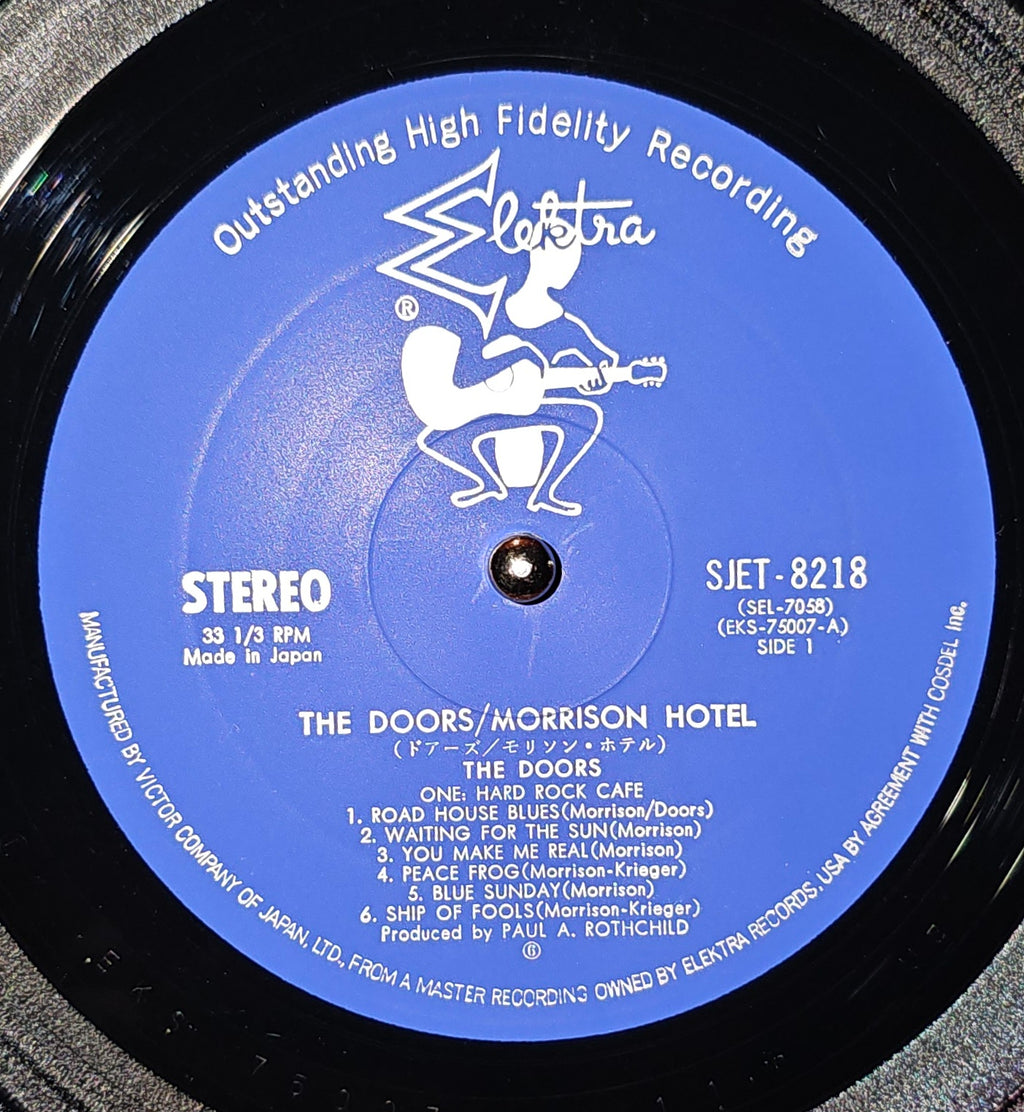 Outstanding High Fidelity Recording
Elektra
®
STEREO
33 1/3 RPM
Made in Japan
SJET-8218
(SEL-7058)
(EKS-75007-A)
SIDE 1
THE DOORS/MORRISON HOTEL
(ドアーズ/モリソン・ホテル)
THE DOORS
ONE: HARD ROCK CAFE
1. ROAD HOUSE BLUES(Morrison/Doors)
2. WAITING FOR THE SUN(Morrison)
3. YOU MAKE ME REAL(Morrison)
4. PEACE FROG(Morrison-Krieger)
5. BLUE SUNDAY(Morrison)
6. SHIP OF FOOLS(Morrison-Krieger)
Produced by PAUL A. ROTHCHILD
MANUFACTURED BY VICTOR COMPANY OF JAPAN, LTD., FROM A MASTER RECORDING OWNED BY ELEKTRA RECORDS, USA BY AGREEMENT WITH COSDEL Inc.